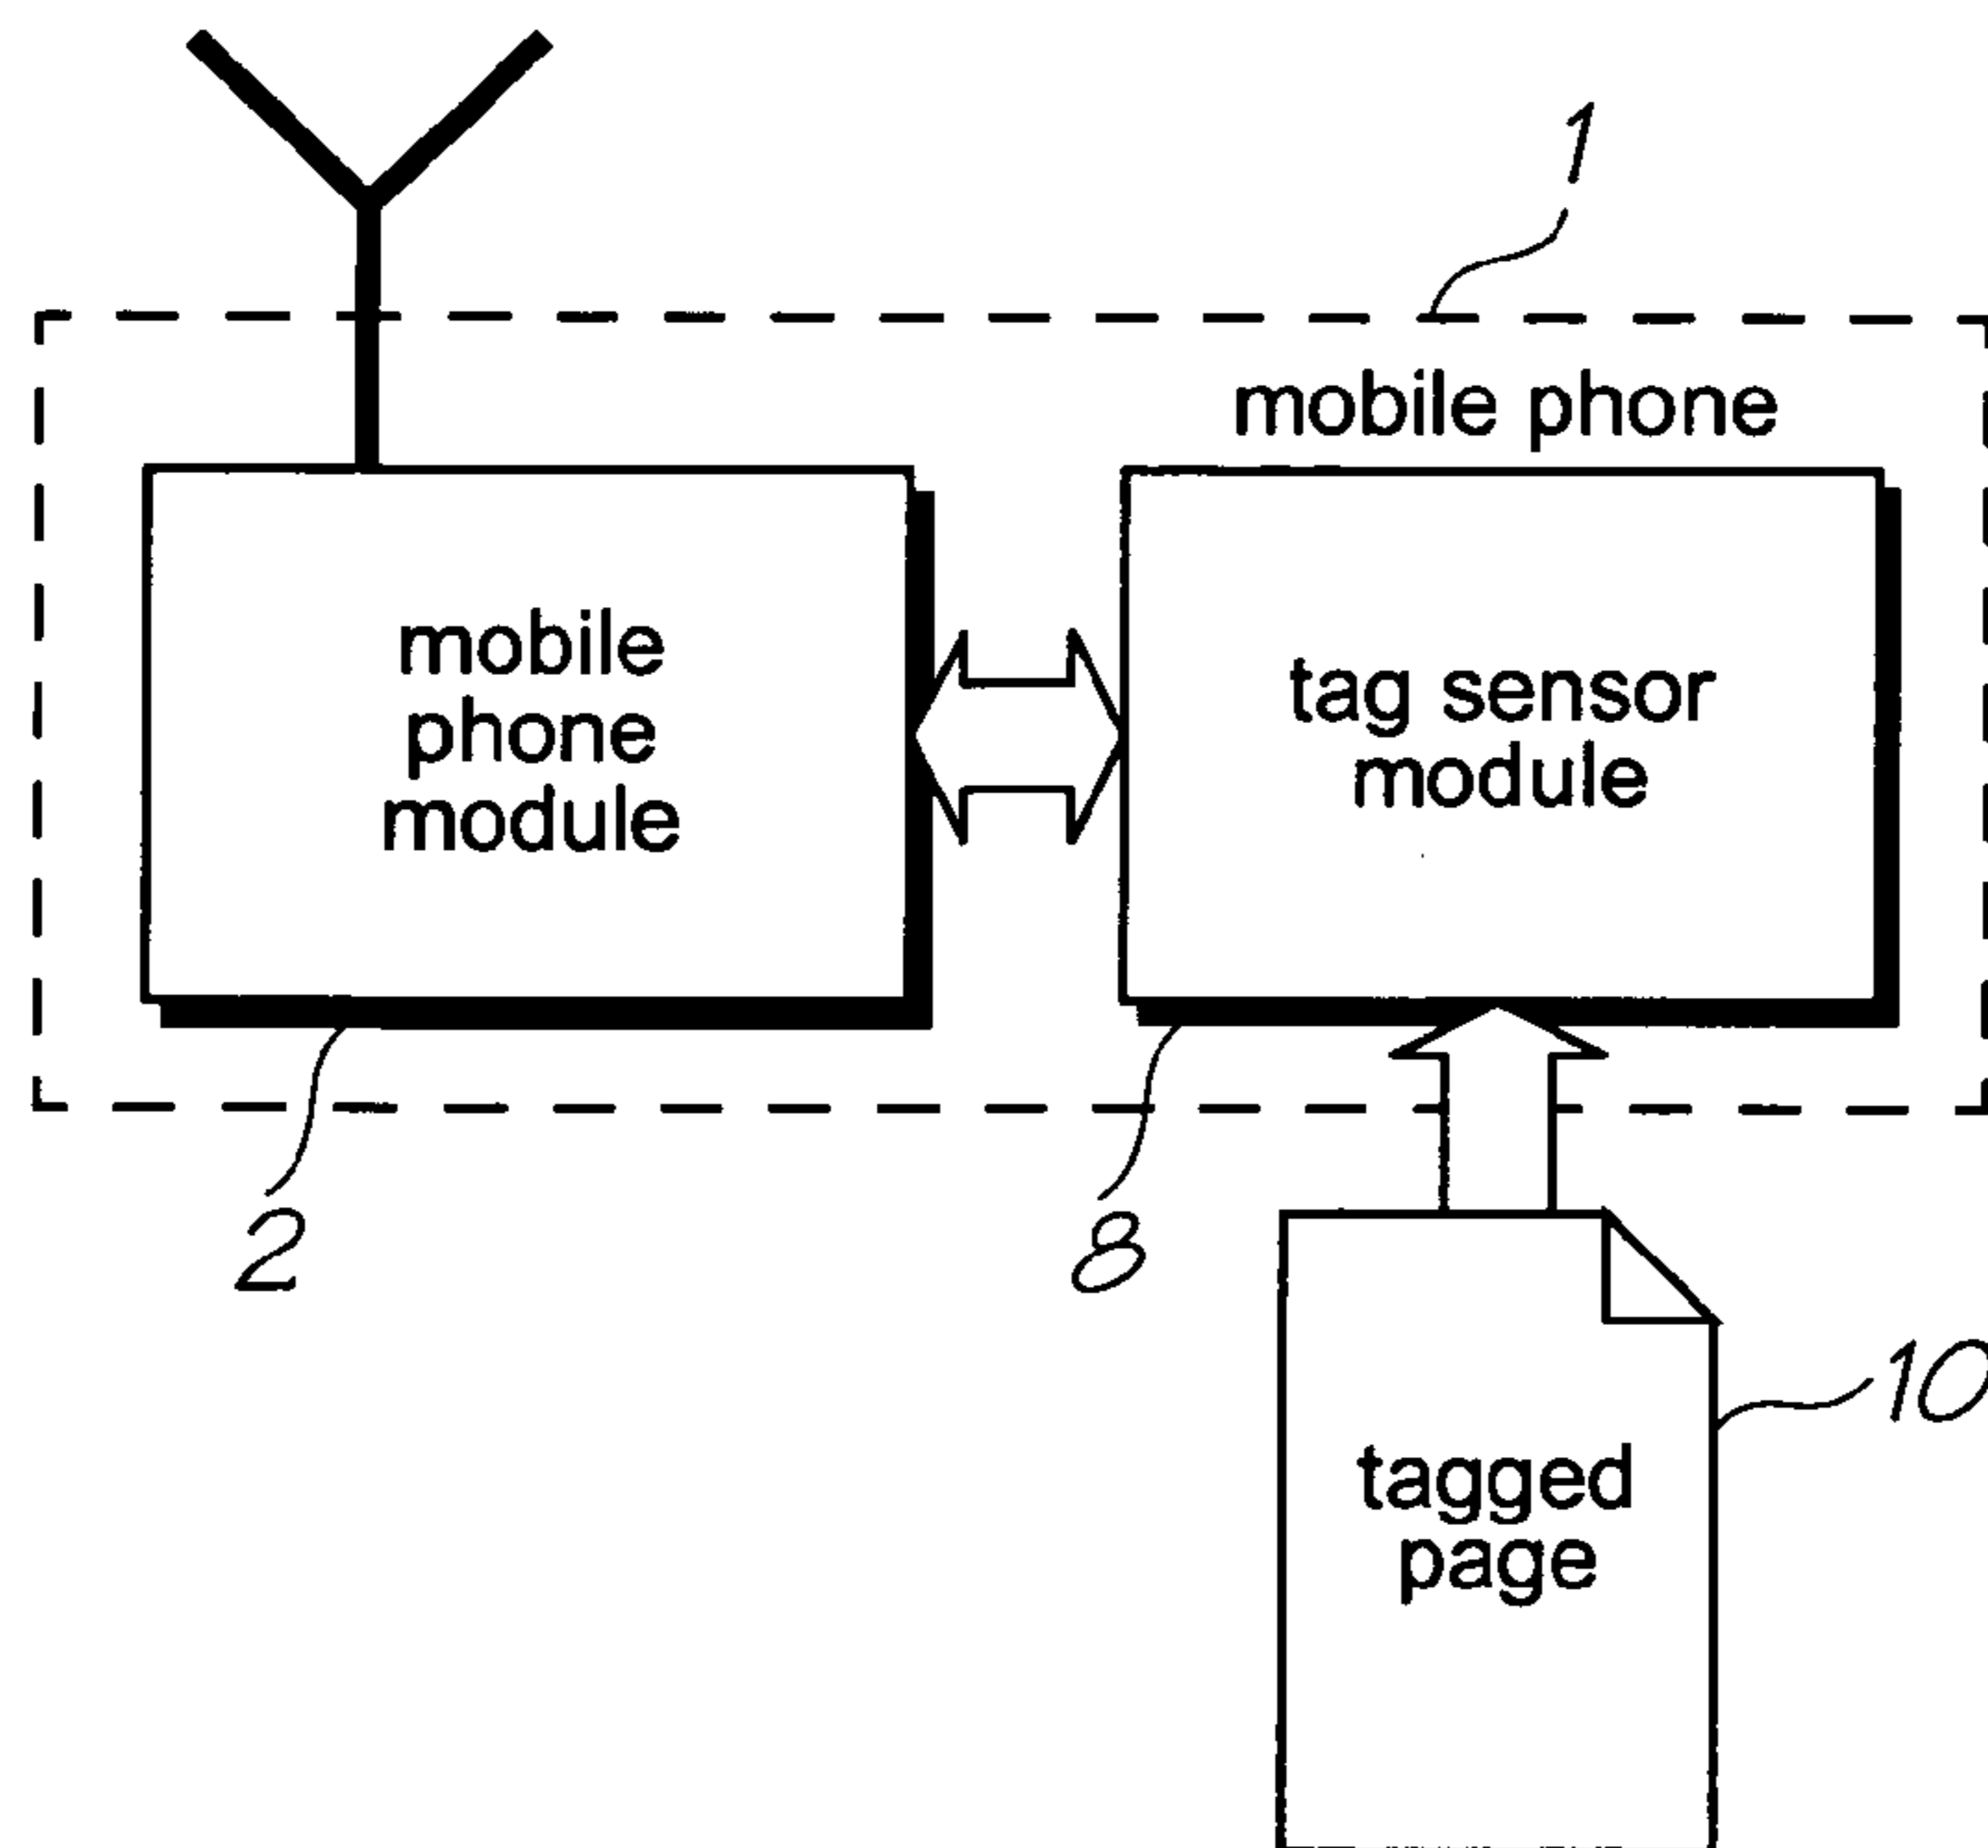 1
mobile phone
mobile
phone
module
tag sensor
module
2
8
10
tagged
page